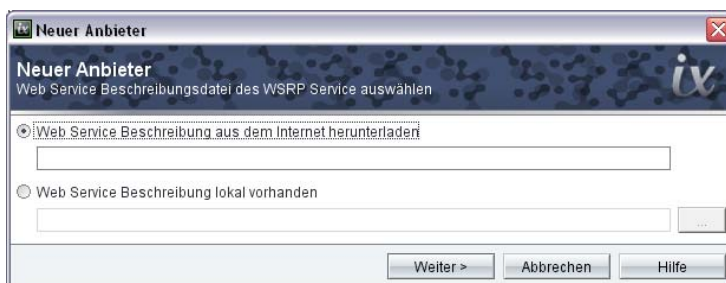 ix Neuer Anbieter
Neuer Anbieter
Web Service Beschreibungsdatei des WSRP Service auswählen
ix
Web Service Beschreibung aus dem Internet herunterladen
Web Service Beschreibung lokal vorhanden
...
Weiter > Abbrechen Hilfe